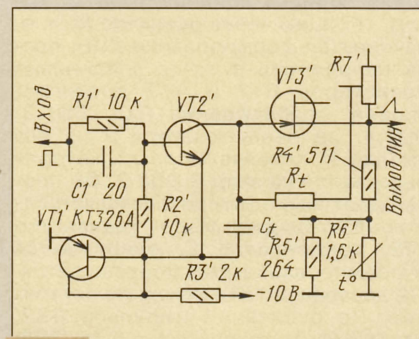 Вход
R1' 10 к
C1' 20
VT1' КТ326А
R2'
10к
VT2'
VT3'
R7'
R4' 511
Rt
Ct
R3' 2 к
–10 В
R5'
264
R6'
1,6 к
t°
Выход ЛИН